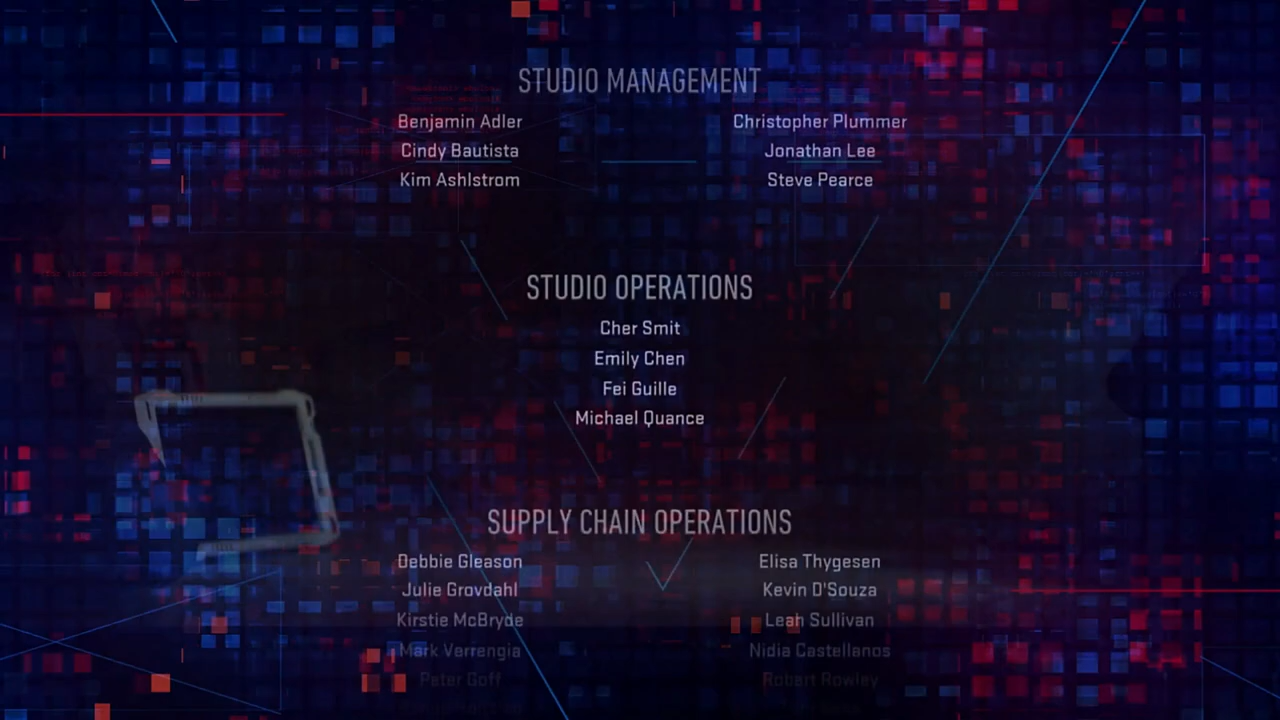 STUDIO MANAGEMENT
Benjamin Adler Christopher Plummer
Cindy Bautista Jonathan Lee
Kim Ashlstrom Steve Pearce
STUDIO OPERATIONS
Cher Smit
Emily Chen
Fei Guille
Michael Quance
SUPPLY CHAIN OPERATIONS
Debbie Gleason Elisa Thygesen
Julie Grovdahl Kevin D'Souza
Kirstie McBryde Leah Sullivan
Mark Verrengia Nidia Castellanos
Peter Goff Robert Rowley